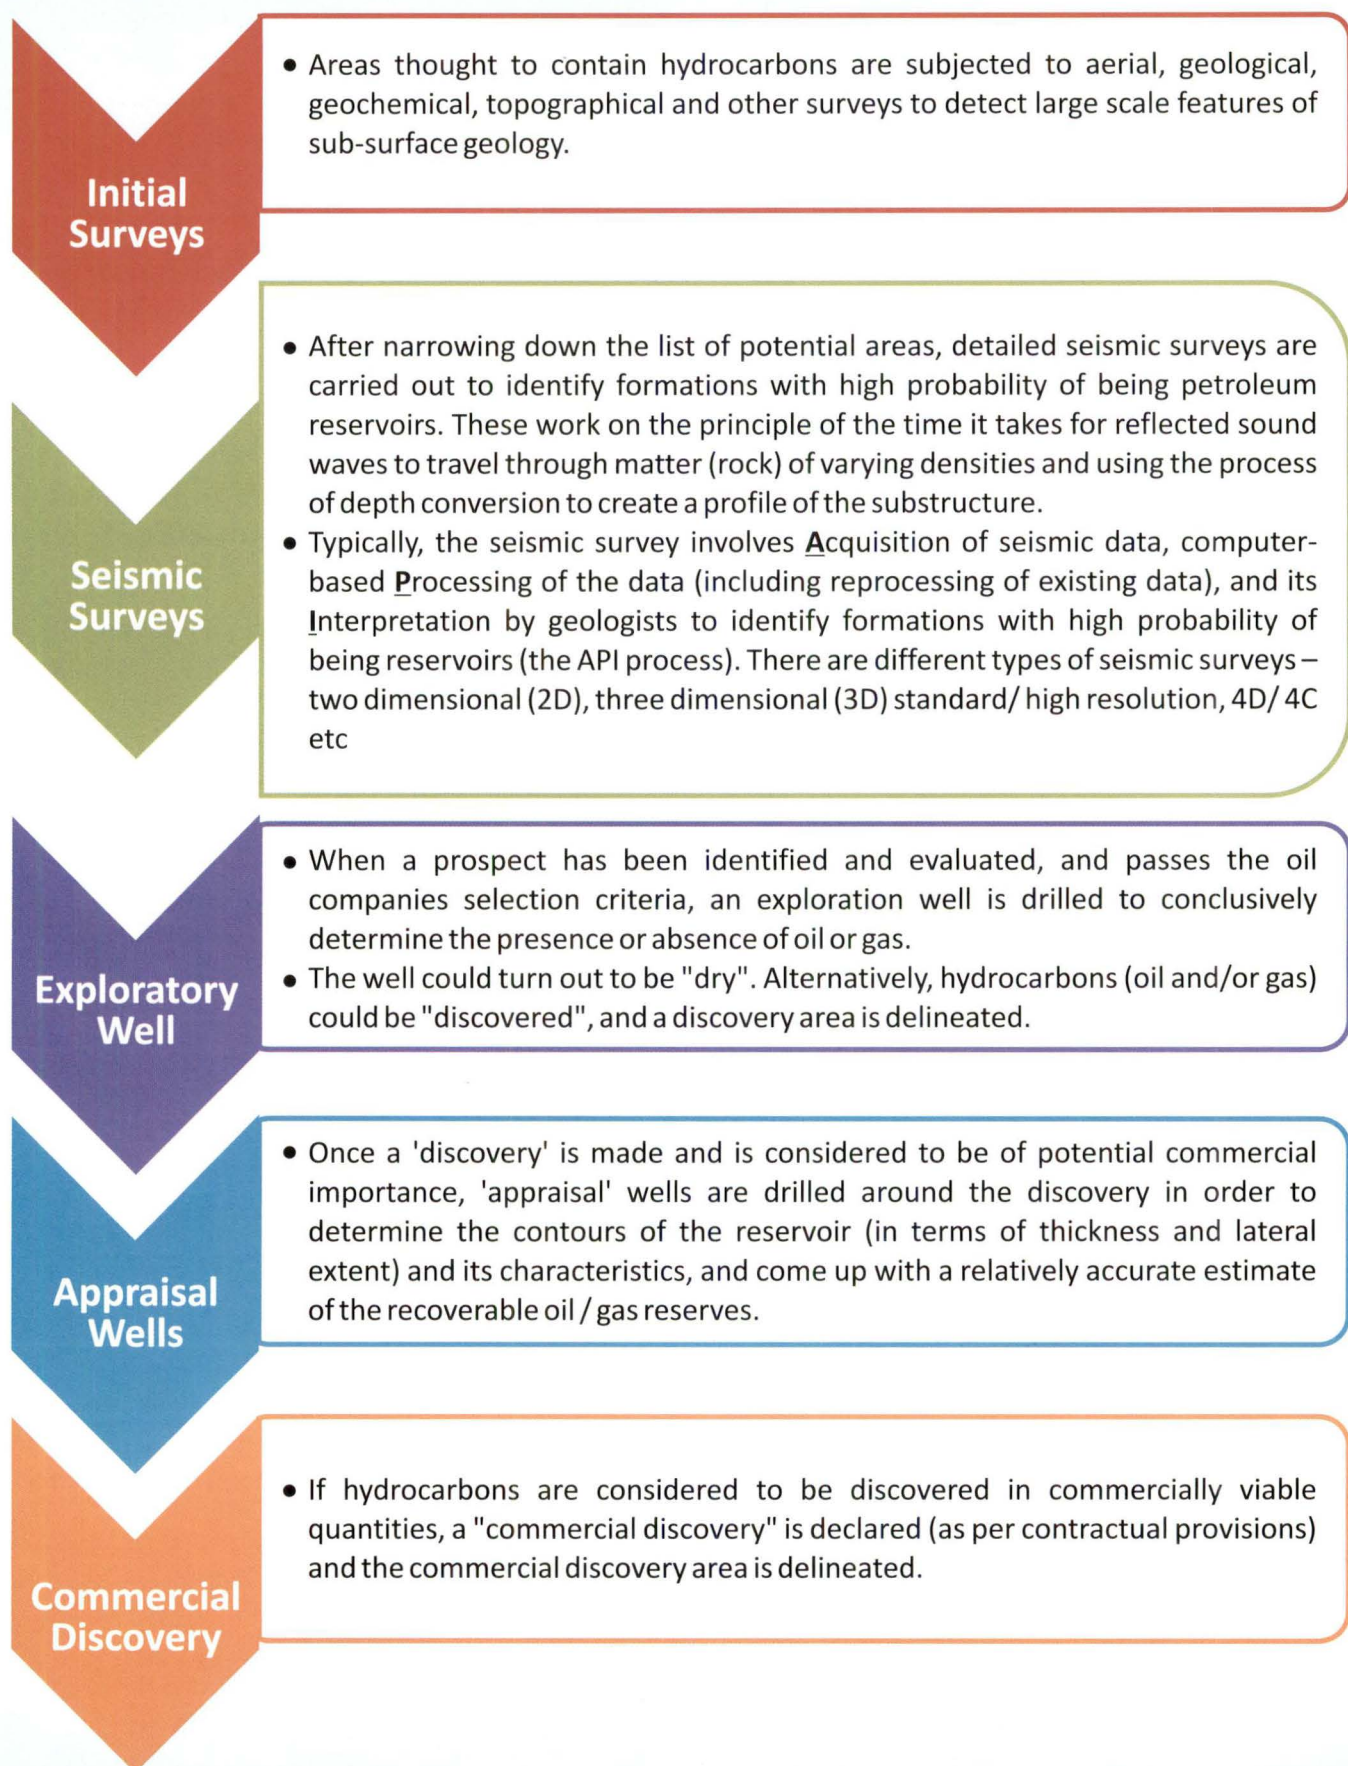 Initial
Surveys
• Areas thought to contain hydrocarbons are subjected to aerial, geological,
geochemical, topographical and other surveys to detect large scale features of
sub-surface geology.
Seismic
Surveys
• After narrowing down the list of potential areas, detailed seismic surveys are
carried out to identify formations with high probability of being petroleum
reservoirs. These work on the principle of the time it takes for reflected sound
waves to travel through matter (rock) of varying densities and using the process
of depth conversion to create a profile of the substructure.
• Typically, the seismic survey involves Acquisition of seismic data, computer-
based Processing of the data (including reprocessing of existing data), and its
Interpretation by geologists to identify formations with high probability of
being reservoirs (the API process). There are different types of seismic surveys –
two dimensional (2D), three dimensional (3D) standard/ high resolution, 4D/ 4C
etc
Exploratory
Well
• When a prospect has been identified and evaluated, and passes the oil
companies selection criteria, an exploration well is drilled to conclusively
determine the presence or absence of oil or gas.
• The well could turn out to be "dry". Alternatively, hydrocarbons (oil and/or gas)
could be "discovered", and a discovery area is delineated.
Appraisal
Wells
• Once a 'discovery' is made and is considered to be of potential commercial
importance, 'appraisal' wells are drilled around the discovery in order to
determine the contours of the reservoir (in terms of thickness and lateral
extent) and its characteristics, and come up with a relatively accurate estimate
of the recoverable oil / gas reserves.
Commercial
Discovery
• If hydrocarbons are considered to be discovered in commercially viable
quantities, a "commercial discovery" is declared (as per contractual provisions)
and the commercial discovery area is delineated.